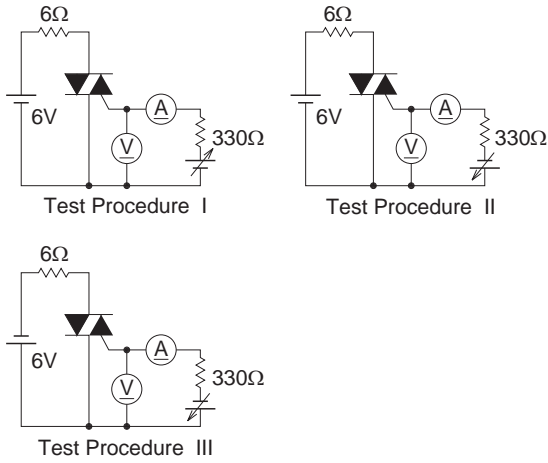 6Ω
A
6V
V
330Ω
Test Procedure I
6Ω
A
6V
V
330Ω
Test Procedure II
6Ω
A
6V
V
330Ω
Test Procedure III